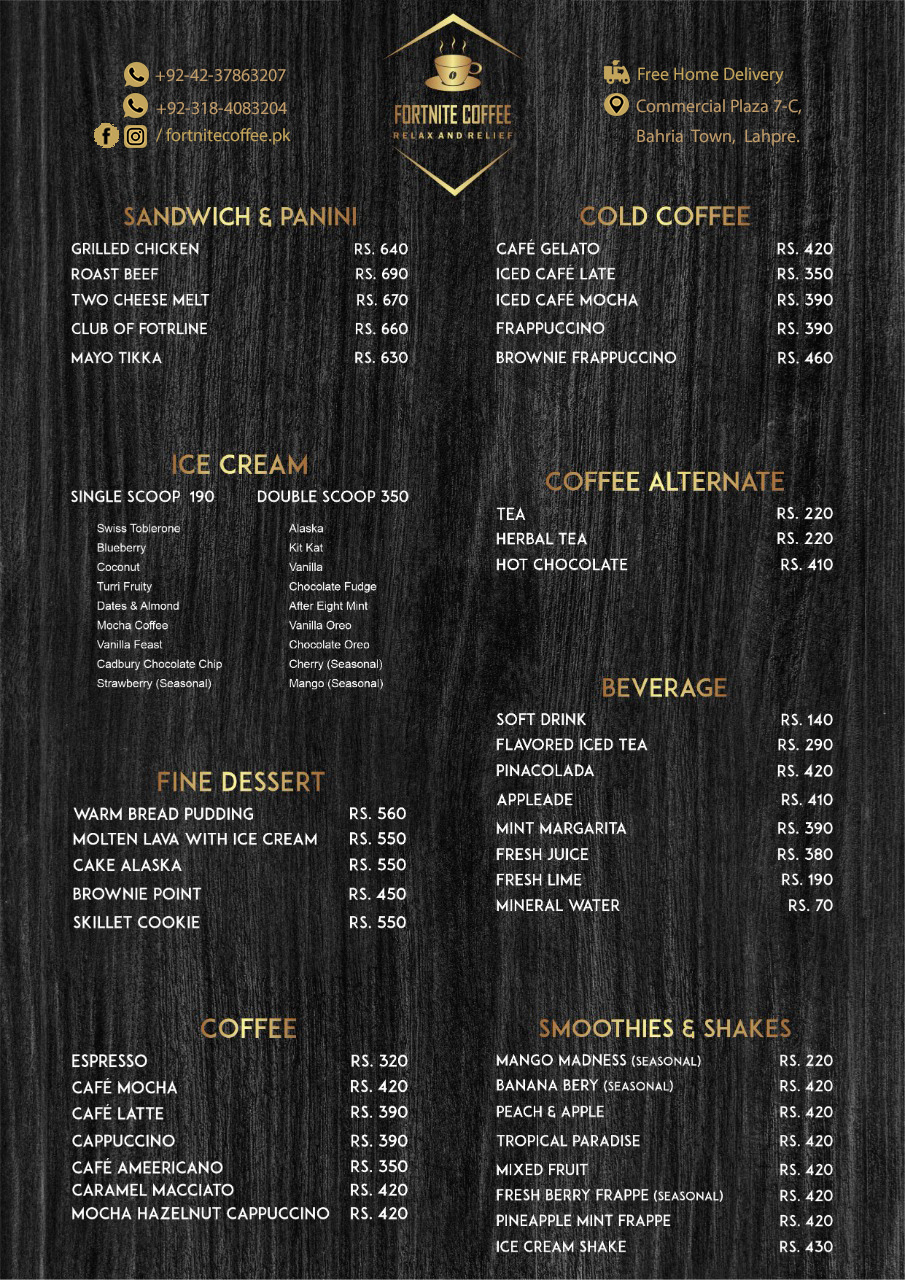 +92-42-37863207
+92-318-4083204
/ fortnitecoffee.pk
FORTNITE COFFEE
RELAX AND RELIEF
Free Home Delivery
Commercial Plaza 7-C,
Bahria Town, Lahpre.
SANDWICH & PANINI
GRILLED CHICKEN RS. 640
ROAST BEEF RS. 690
TWO CHEESE MELT RS. 670
CLUB OF FOTRLINE RS. 660
MAYO TIKKA RS. 630
ICE CREAM
SINGLE SCOOP 190 DOUBLE SCOOP 350
Swiss Toblerone Alaska
Blueberry Kit Kat
Coconut Vanilla
Turri Fruity Chocolate Fudge
Dates & Almond After Eight Mint
Mocha Coffee Vanilla Oreo
Vanilla Feast Chocolate Oreo
Cadbury Chocolate Chip Cherry (Seasonal)
Strawberry (Seasonal) Mango (Seasonal)
FINE DESSERT
WARM BREAD PUDDING RS. 560
MOLTEN LAVA WITH ICE CREAM RS. 550
CAKE ALASKA RS. 550
BROWNIE POINT RS. 450
SKILLET COOKIE RS. 550
COFFEE
ESPRESSO RS. 320
CAFÉ MOCHA RS. 420
CAFÉ LATTE RS. 390
CAPPUCCINO RS. 390
CAFÉ AMEERICANO RS. 350
CARAMEL MACCIATO RS. 420
MOCHA HAZELNUT CAPPUCCINO RS. 420
COLD COFFEE
CAFÉ GELATO RS. 420
ICED CAFÉ LATE RS. 350
ICED CAFÉ MOCHA RS. 390
FRAPPUCCINO RS. 390
BROWNIE FRAPPUCCINO RS. 460
COFFEE ALTERNATE
TEA RS. 220
HERBAL TEA RS. 220
HOT CHOCOLATE RS. 410
BEVERAGE
SOFT DRINK RS. 140
FLAVORED ICED TEA RS. 290
PINACOLADA RS. 420
APPLEADE RS. 410
MINT MARGARITA RS. 390
FRESH JUICE RS. 380
FRESH LIME RS. 190
MINERAL WATER RS. 70
SMOOTHIES & SHAKES
MANGO MADNESS (SEASONAL) RS. 220
BANANA BERY (SEASONAL) RS. 420
PEACH & APPLE RS. 420
TROPICAL PARADISE RS. 420
MIXED FRUIT RS. 420
FRESH BERRY FRAPPE (SEASONAL) RS. 420
PINEAPPLE MINT FRAPPE RS. 420
ICE CREAM SHAKE RS. 430